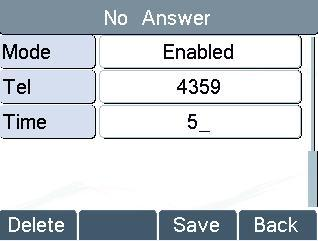 No Answer
Mode Enabled
Tel 4359
Time 5_
Delete Save Back